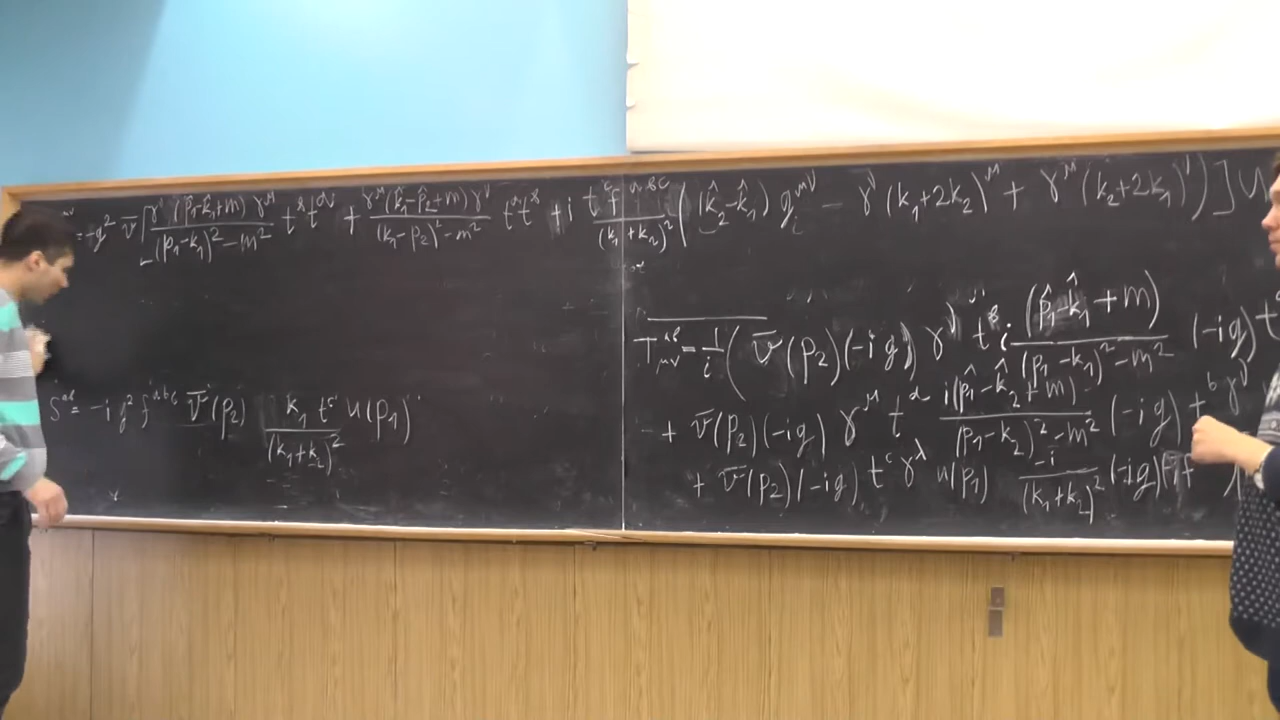 = -g² v̄ [ γ^ν (p̂₁-k̂₁+m) γ^μ / (p₁-k₁)²-m² t^b t^a + γ^μ (k̂₁-p̂₂+m) γ^ν / (k₁-p₂)²-m² t^a t^b + i t^c f^abc / (k₁+k₂)² ( (k̂₂-k̂₁) g^μν - γ^ν (k₁+2k₂)^μ + γ^μ (k₂+2k₁)^ν ) ] u
T^ab_μν = 1/i ( v̄(p₂) (-ig) γ^ν t^b i (p̂₁-k̂₁+m) / (p₁-k₁)²-m² (-ig) t
+ v̄(p₂) (-ig) γ^μ t^a i(p̂₁-k̂₂+m) / (p₁-k₂)²-m² (-ig) t^b γ^ν
S^ab = -i g² f^abc v̄(p₂) k̂₁ t^c / (k₁+k₂)² u(p₁)
+ v̄(p₂) (-ig) t^c γ^λ u(p₁) -i / (k₁+k₂)² (-ig)